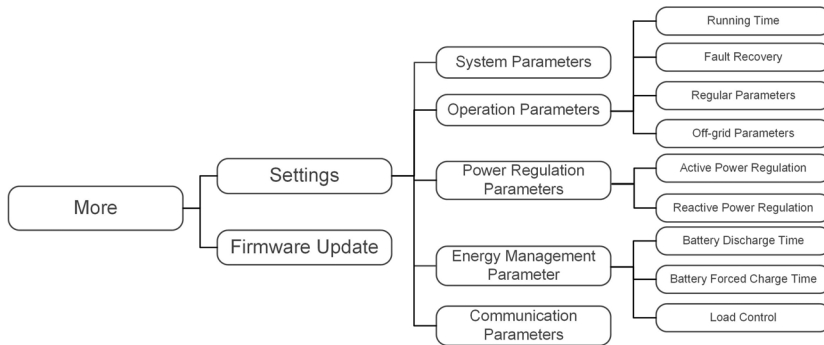 More
Settings
Firmware Update
System Parameters
Operation Parameters
Power Regulation
Parameters
Energy Management
Parameter
Communication
Parameters
Running Time
Fault Recovery
Regular Parameters
Off-grid Parameters
Active Power Regulation
Reactive Power Regulation
Battery Discharge Time
Battery Forced Charge Time
Load Control